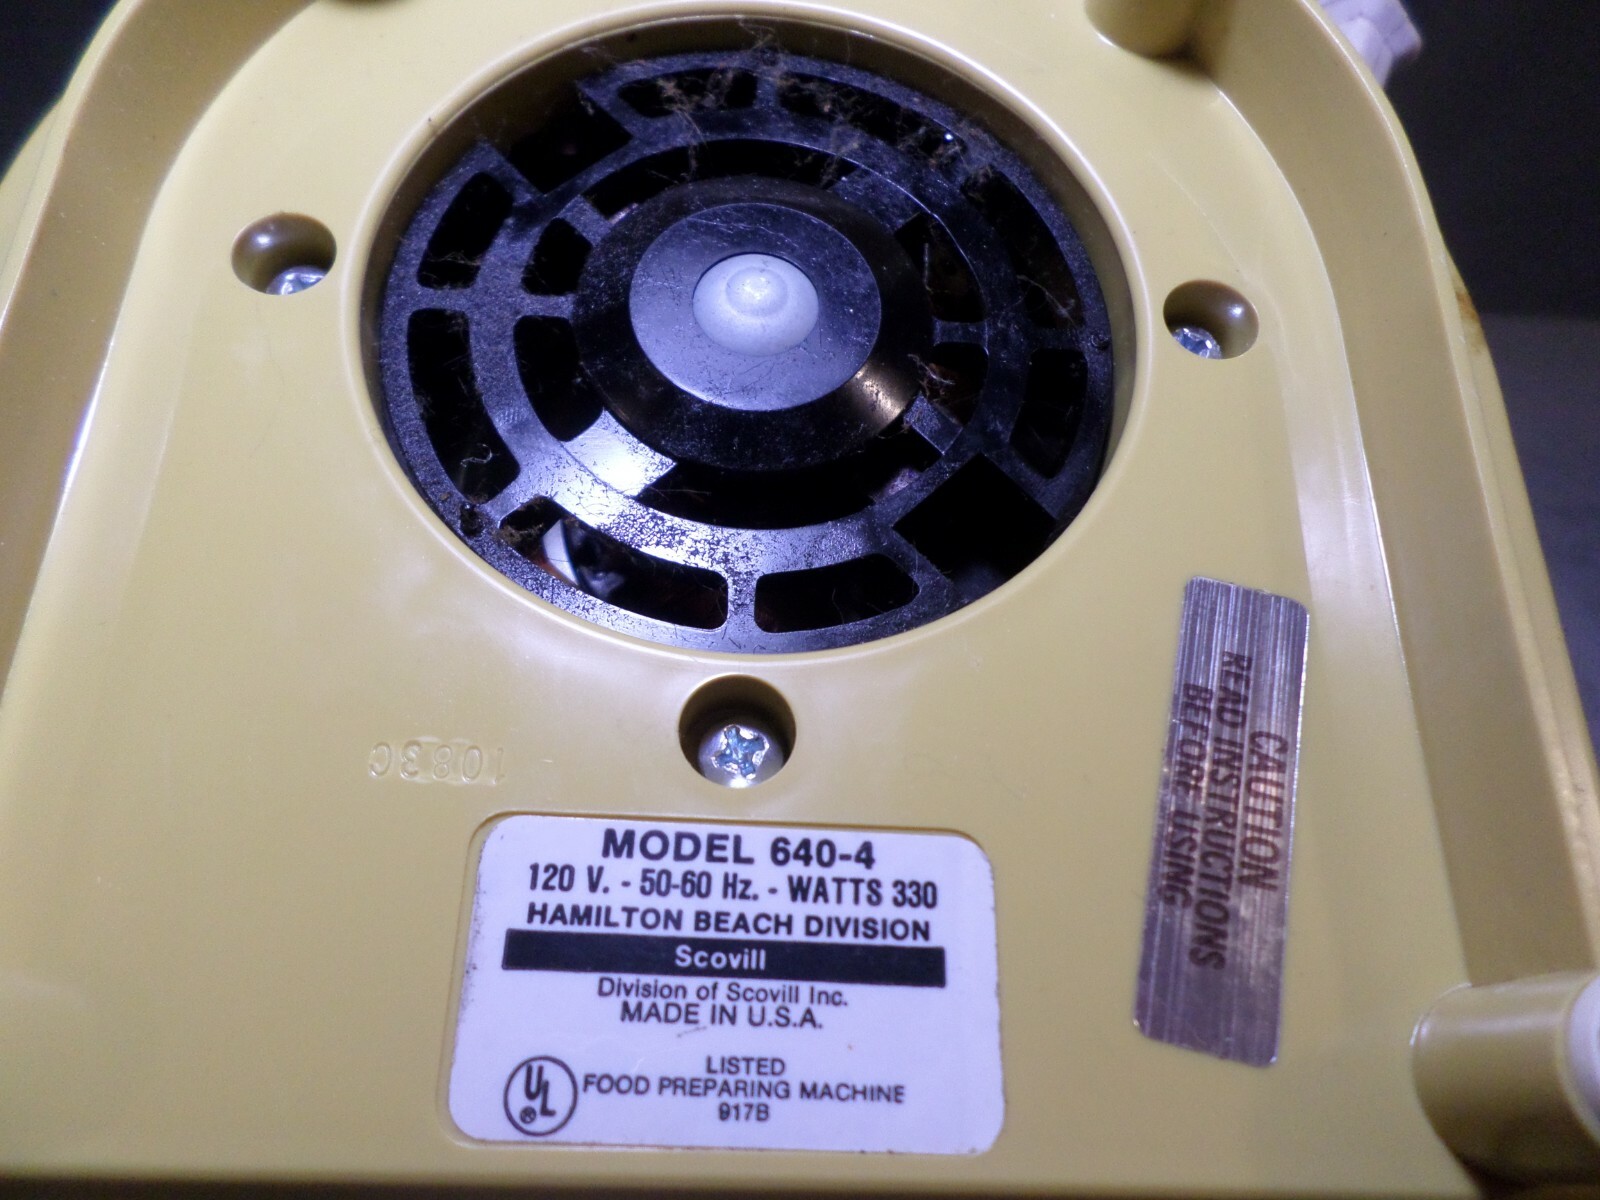 1083C
MODEL 640-4
120 V. - 50-60 Hz. - WATTS 330
HAMILTON BEACH DIVISION
Scovill
Division of Scovill Inc.
MADE IN U.S.A.
UL
®
LISTED
FOOD PREPARING MACHINE
917B
CAUTION
READ INSTRUCTIONS
BEFORE USING